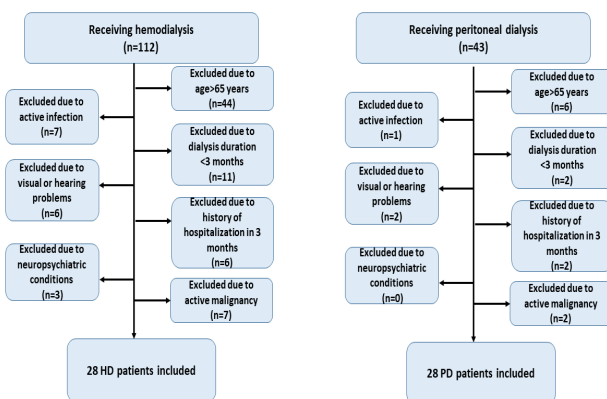 Receiving hemodialysis
(n=112)
Excluded due to
age>65 years
(n=44)
Excluded due to
active infection
(n=7)
Excluded due to
dialysis duration
<3 months
(n=11)
Excluded due to
visual or hearing
problems
(n=6)
Excluded due to
history of
hospitalization in 3
months
(n=6)
Excluded due to
neuropsychiatric
conditions
(n=3)
Excluded due to
active malignancy
(n=7)
28 HD patients included
Receiving peritoneal dialysis
(n=43)
Excluded due to
age>65 years
(n=6)
Excluded due to
active infection
(n=1)
Excluded due to
dialysis duration
<3 months
(n=2)
Excluded due to
visual or hearing
problems
(n=2)
Excluded due to
history of
hospitalization in 3
months
(n=2)
Excluded due to
neuropsychiatric
conditions
(n=0)
Excluded due to
active malignancy
(n=2)
28 PD patients included